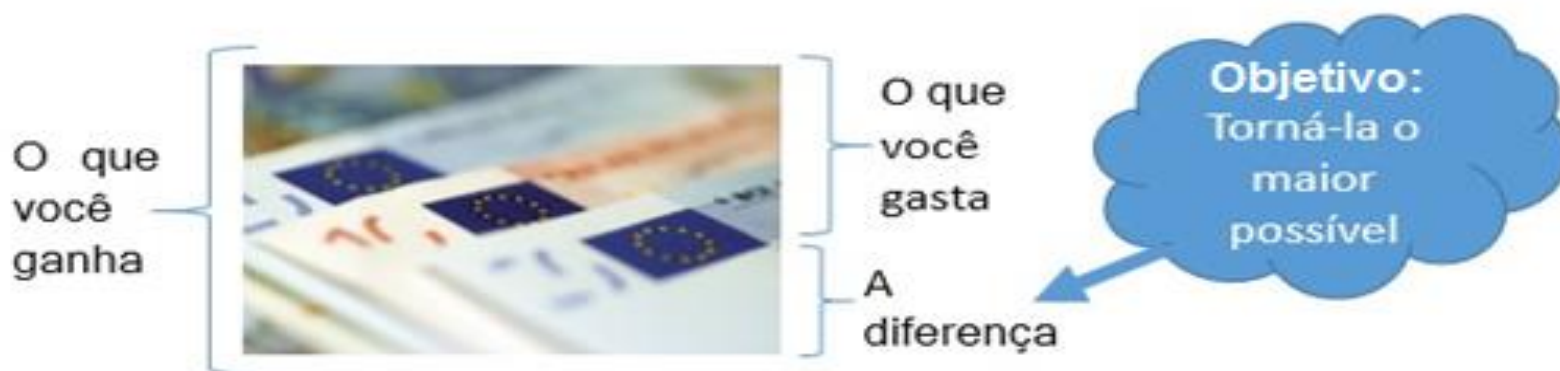 O que
você
ganha
O que
você
gasta
A
diferença
Objetivo:
Torná-la o
maior
possível